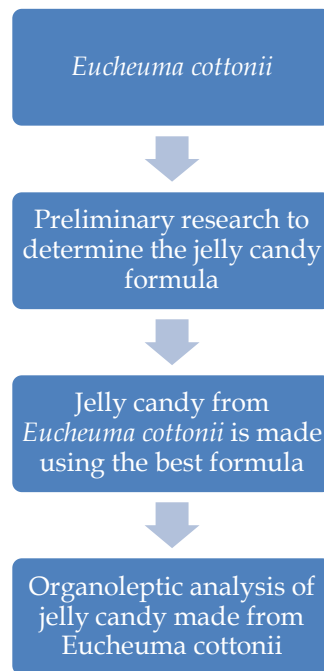 Eucheuma cottonii
Preliminary research to
determine the jelly candy
formula
Jelly candy from
Eucheuma cottonii is made
using the best formula
Organoleptic analysis of
jelly candy made from
Eucheuma cottonii